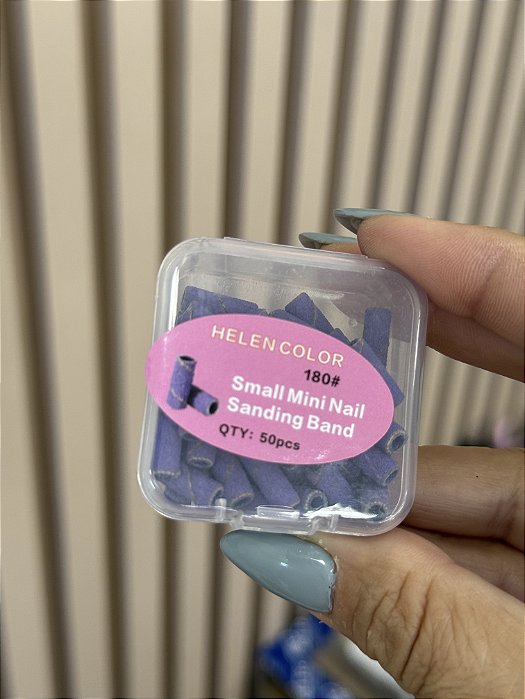 HELEN COLOR
180#
Small Mini Nail
Sanding Band
QTY: 50pcs